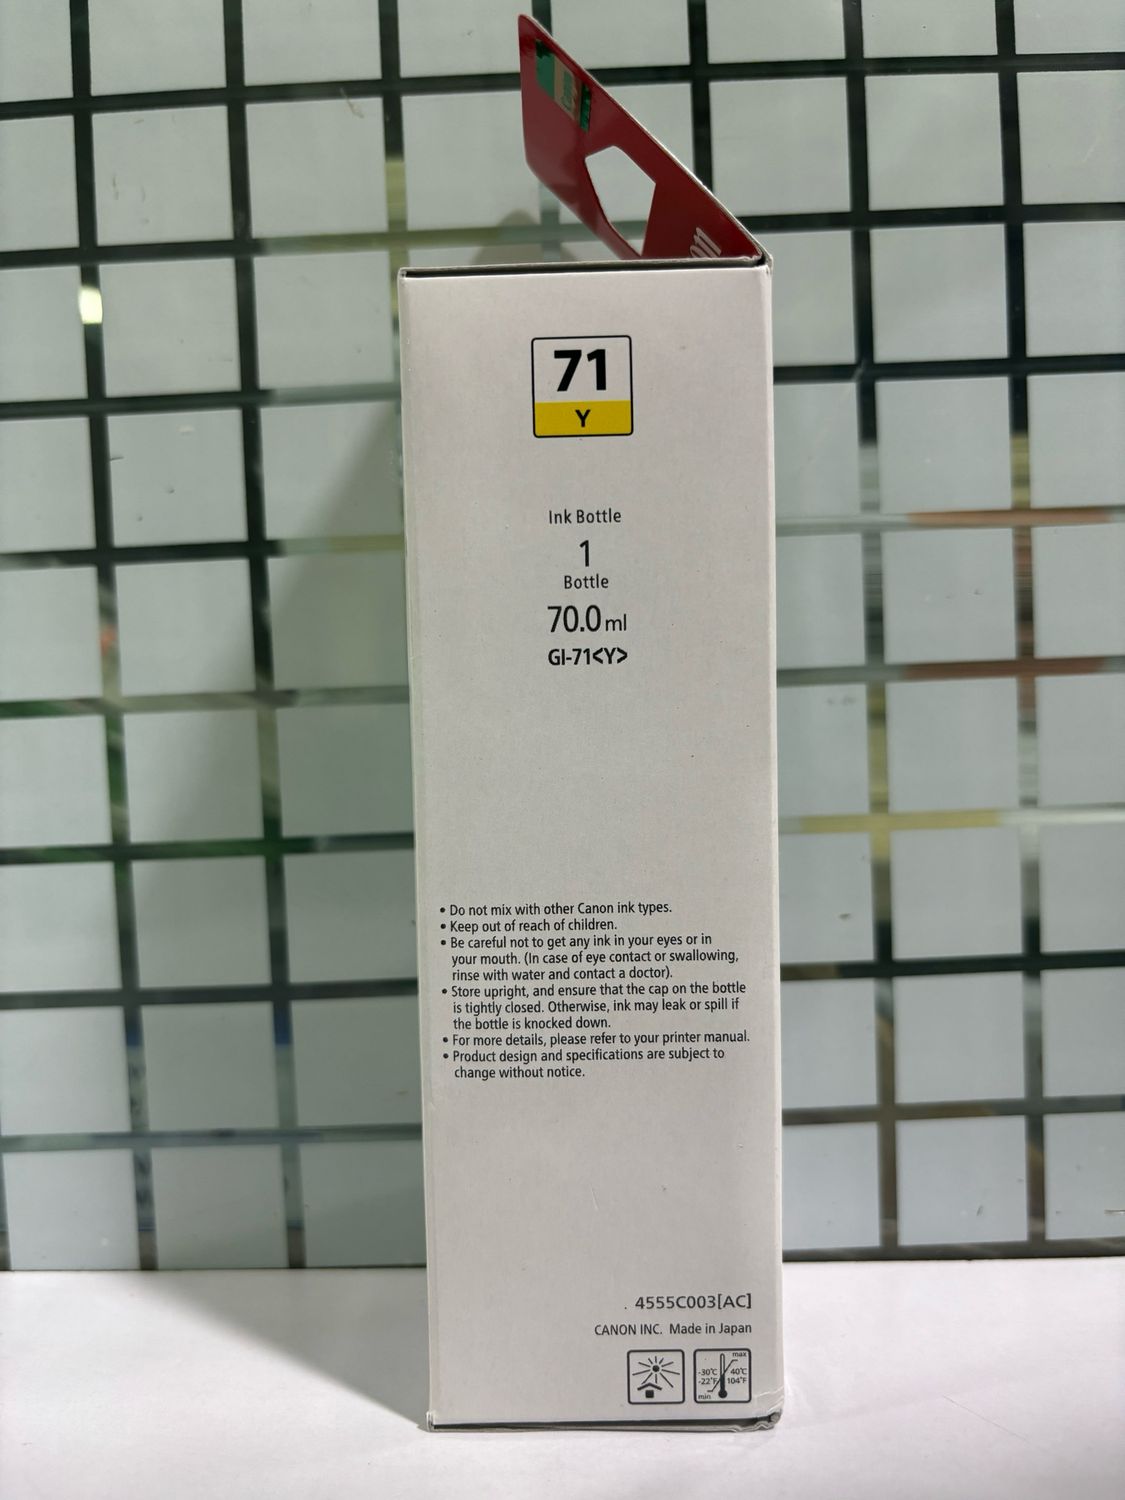 71
Y
Ink Bottle
1
Bottle
70.0 ml
GI-71<Y>
• Do not mix with other Canon ink types.
• Keep out of reach of children.
• Be careful not to get any ink in your eyes or in
your mouth. (In case of eye contact or swallowing,
rinse with water and contact a doctor).
• Store upright, and ensure that the cap on the bottle
is tightly closed. Otherwise, ink may leak or spill if
the bottle is knocked down.
• For more details, please refer to your printer manual.
• Product design and specifications are subject to
change without notice.
. 4555C003[AC]
CANON INC. Made in Japan
max
-30°C 40°C
-22°F 104°F
min